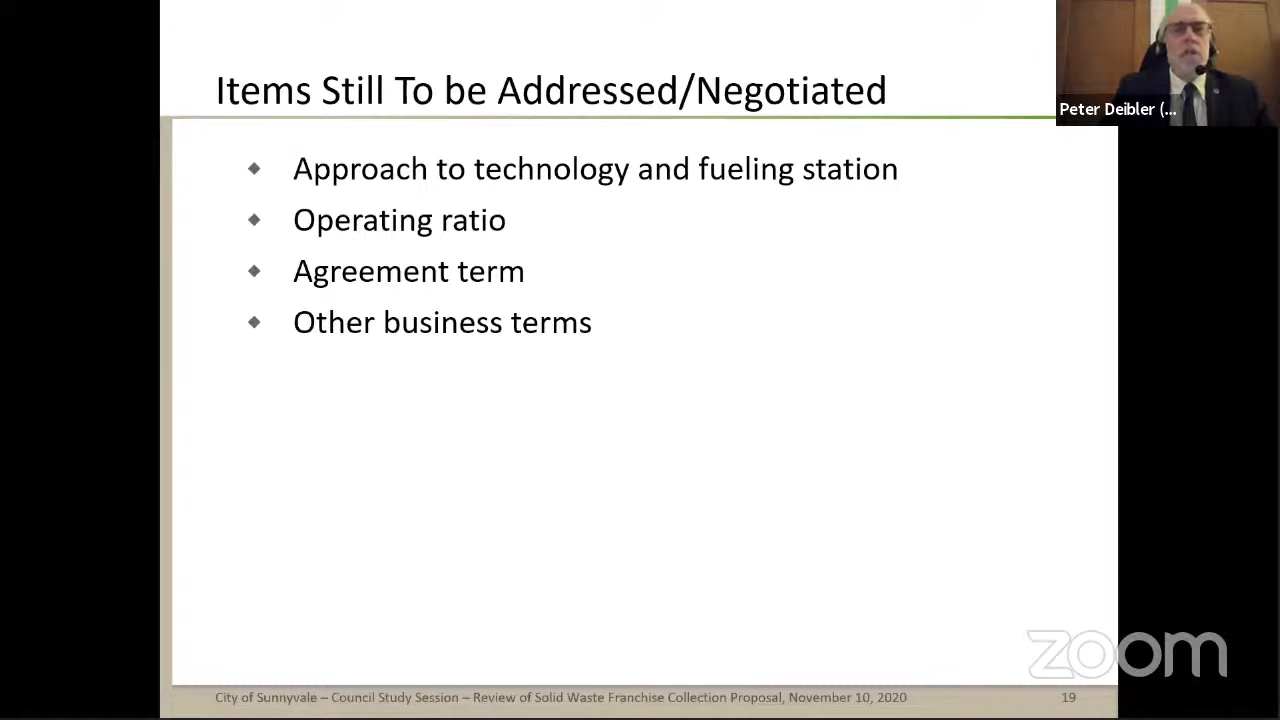 Items Still To be Addressed/Negotiated
Peter Deibler (...
Approach to technology and fueling station
Operating ratio
Agreement term
Other business terms
zoom
City of Sunnyvale – Council Study Session – Review of Solid Waste Franchise Collection Proposal, November 10, 2020
19